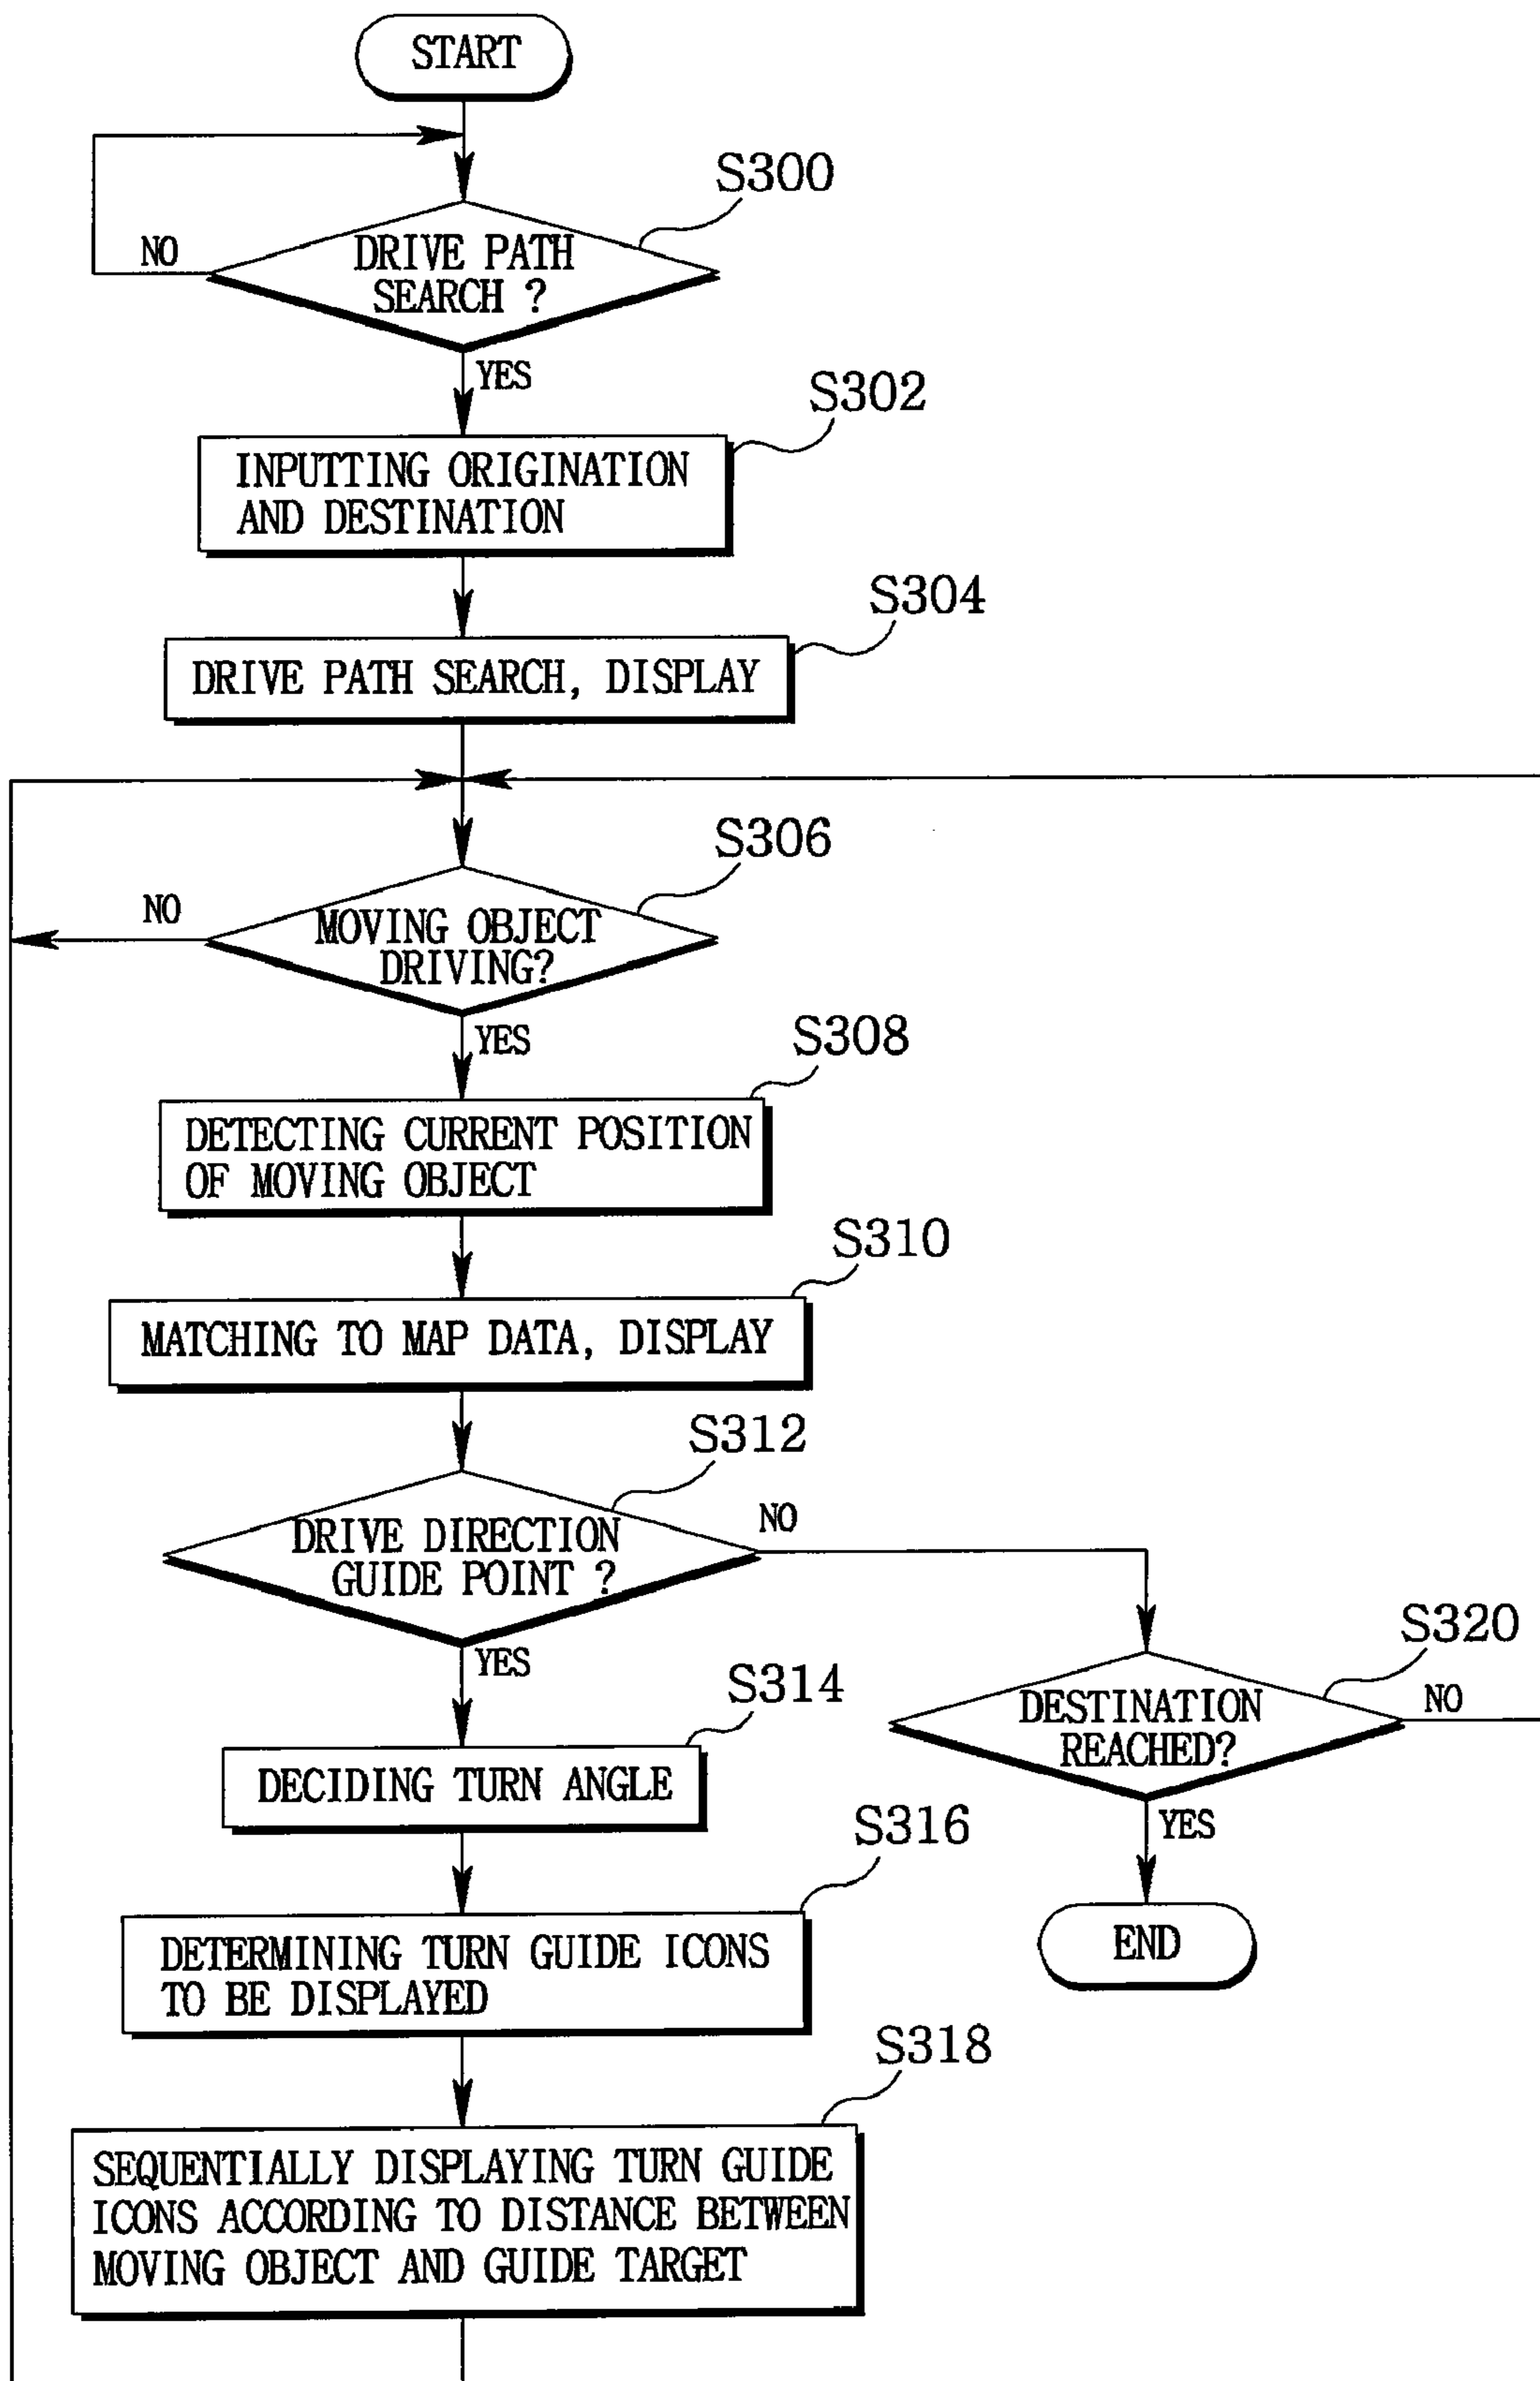 START
S300
DRIVE PATH
SEARCH ?
NO
YES
S302
INPUTTING ORIGINATION
AND DESTINATION
S304
DRIVE PATH SEARCH, DISPLAY
S306
NO
MOVING OBJECT
DRIVING?
YES
S308
DETECTING CURRENT POSITION
OF MOVING OBJECT
S310
MATCHING TO MAP DATA, DISPLAY
S312
DRIVE DIRECTION
GUIDE POINT ?
NO
YES
S320
DESTINATION
REACHED?
NO
YES
END
S314
DECIDING TURN ANGLE
S316
DETERMINING TURN GUIDE ICONS
TO BE DISPLAYED
S318
SEQUENTIALLY DISPLAYING TURN GUIDE
ICONS ACCORDING TO DISTANCE BETWEEN
MOVING OBJECT AND GUIDE TARGET